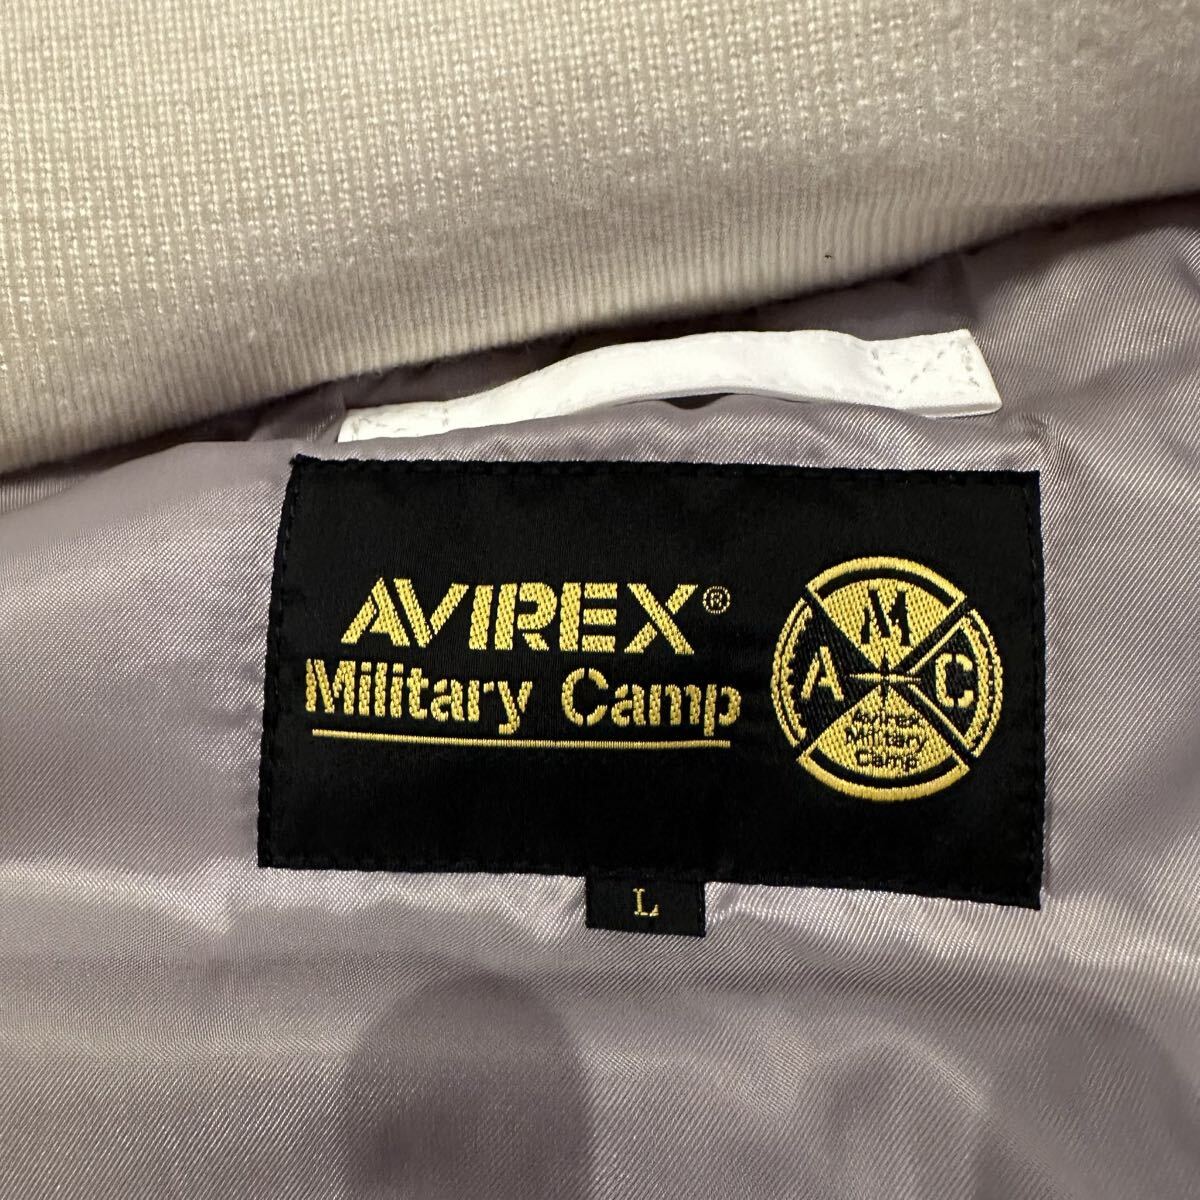 AVIREX®
Military Camp
M
A C
Avirex
Military
Camp
L